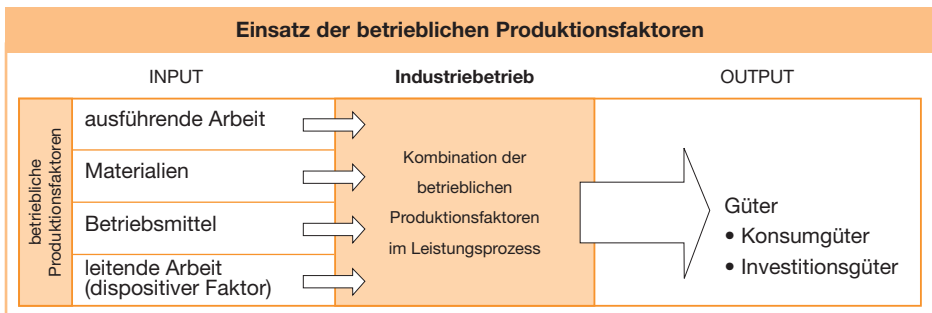 Einsatz der betrieblichen Produktionsfaktoren
INPUT
Industriebetrieb
OUTPUT
betriebliche
Produktionsfaktoren
ausführende Arbeit
Materialien
Betriebsmittel
leitende Arbeit
(dispositiver Faktor)
Kombination der
betrieblichen
Produktionsfaktoren
im Leistungsprozess
Güter
• Konsumgüter
• Investitionsgüter